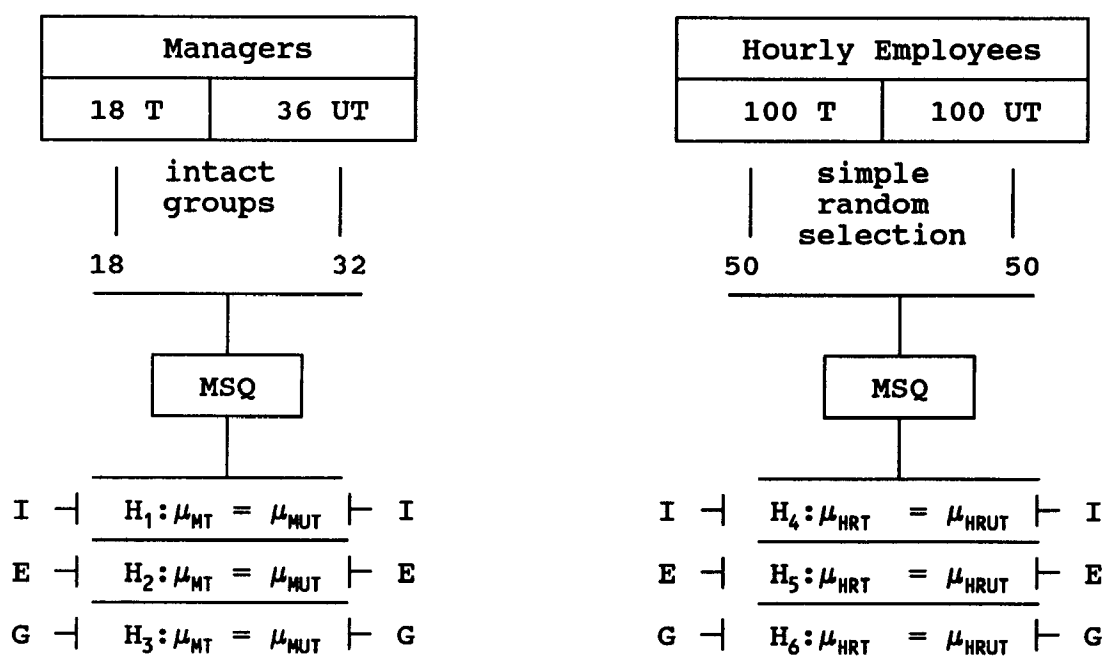 Managers
18 T 36 UT
intact
groups
18 32
MSQ
I H₁:μMT = μMUT I
E H₂:μMT = μMUT E
G H₃:μMT = μMUT G
Hourly Employees
100 T 100 UT
simple
random
selection
50 50
MSQ
I H₄:μHRT = μHRUT I
E H₅:μHRT = μHRUT E
G H₆:μHRT = μHRUT G